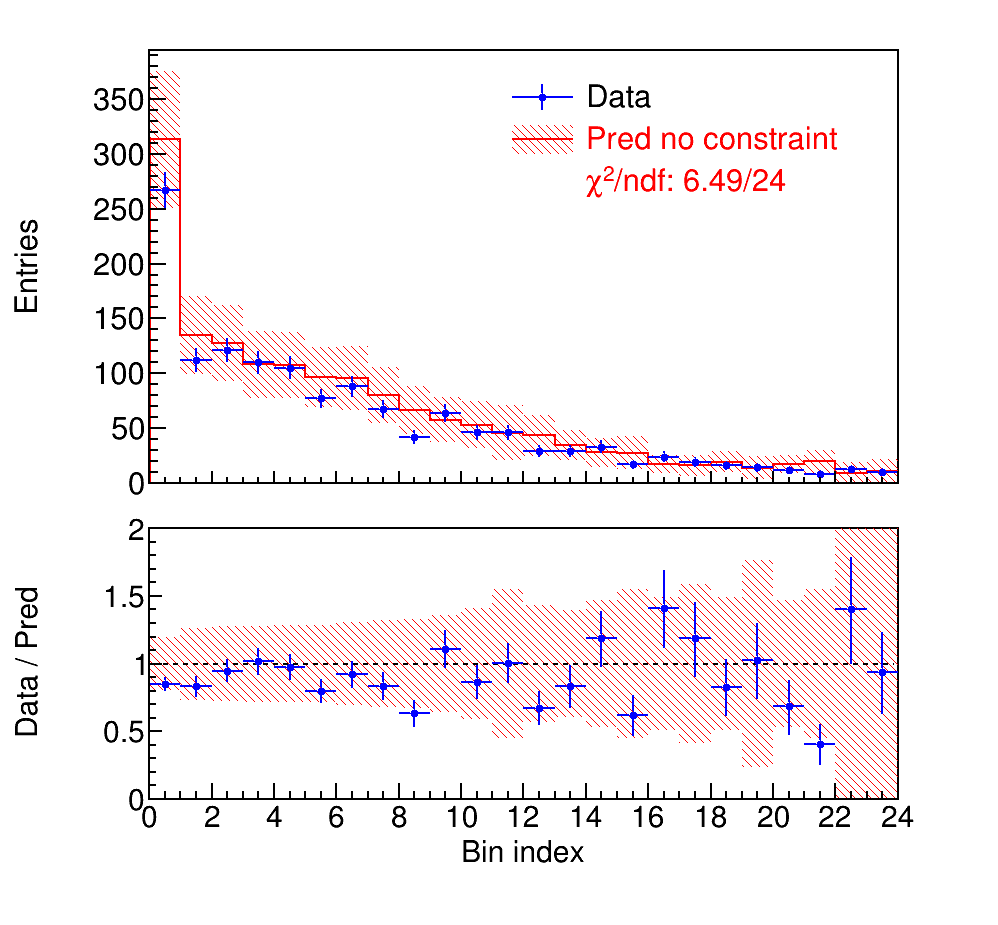 Entries
350
300
250
200
150
100
50
0
Data
Pred no constraint
χ²/ndf: 6.49/24
Data / Pred
2
1.5
1
0.5
0
0 2 4 6 8 10 12 14 16 18 20 22 24
Bin index